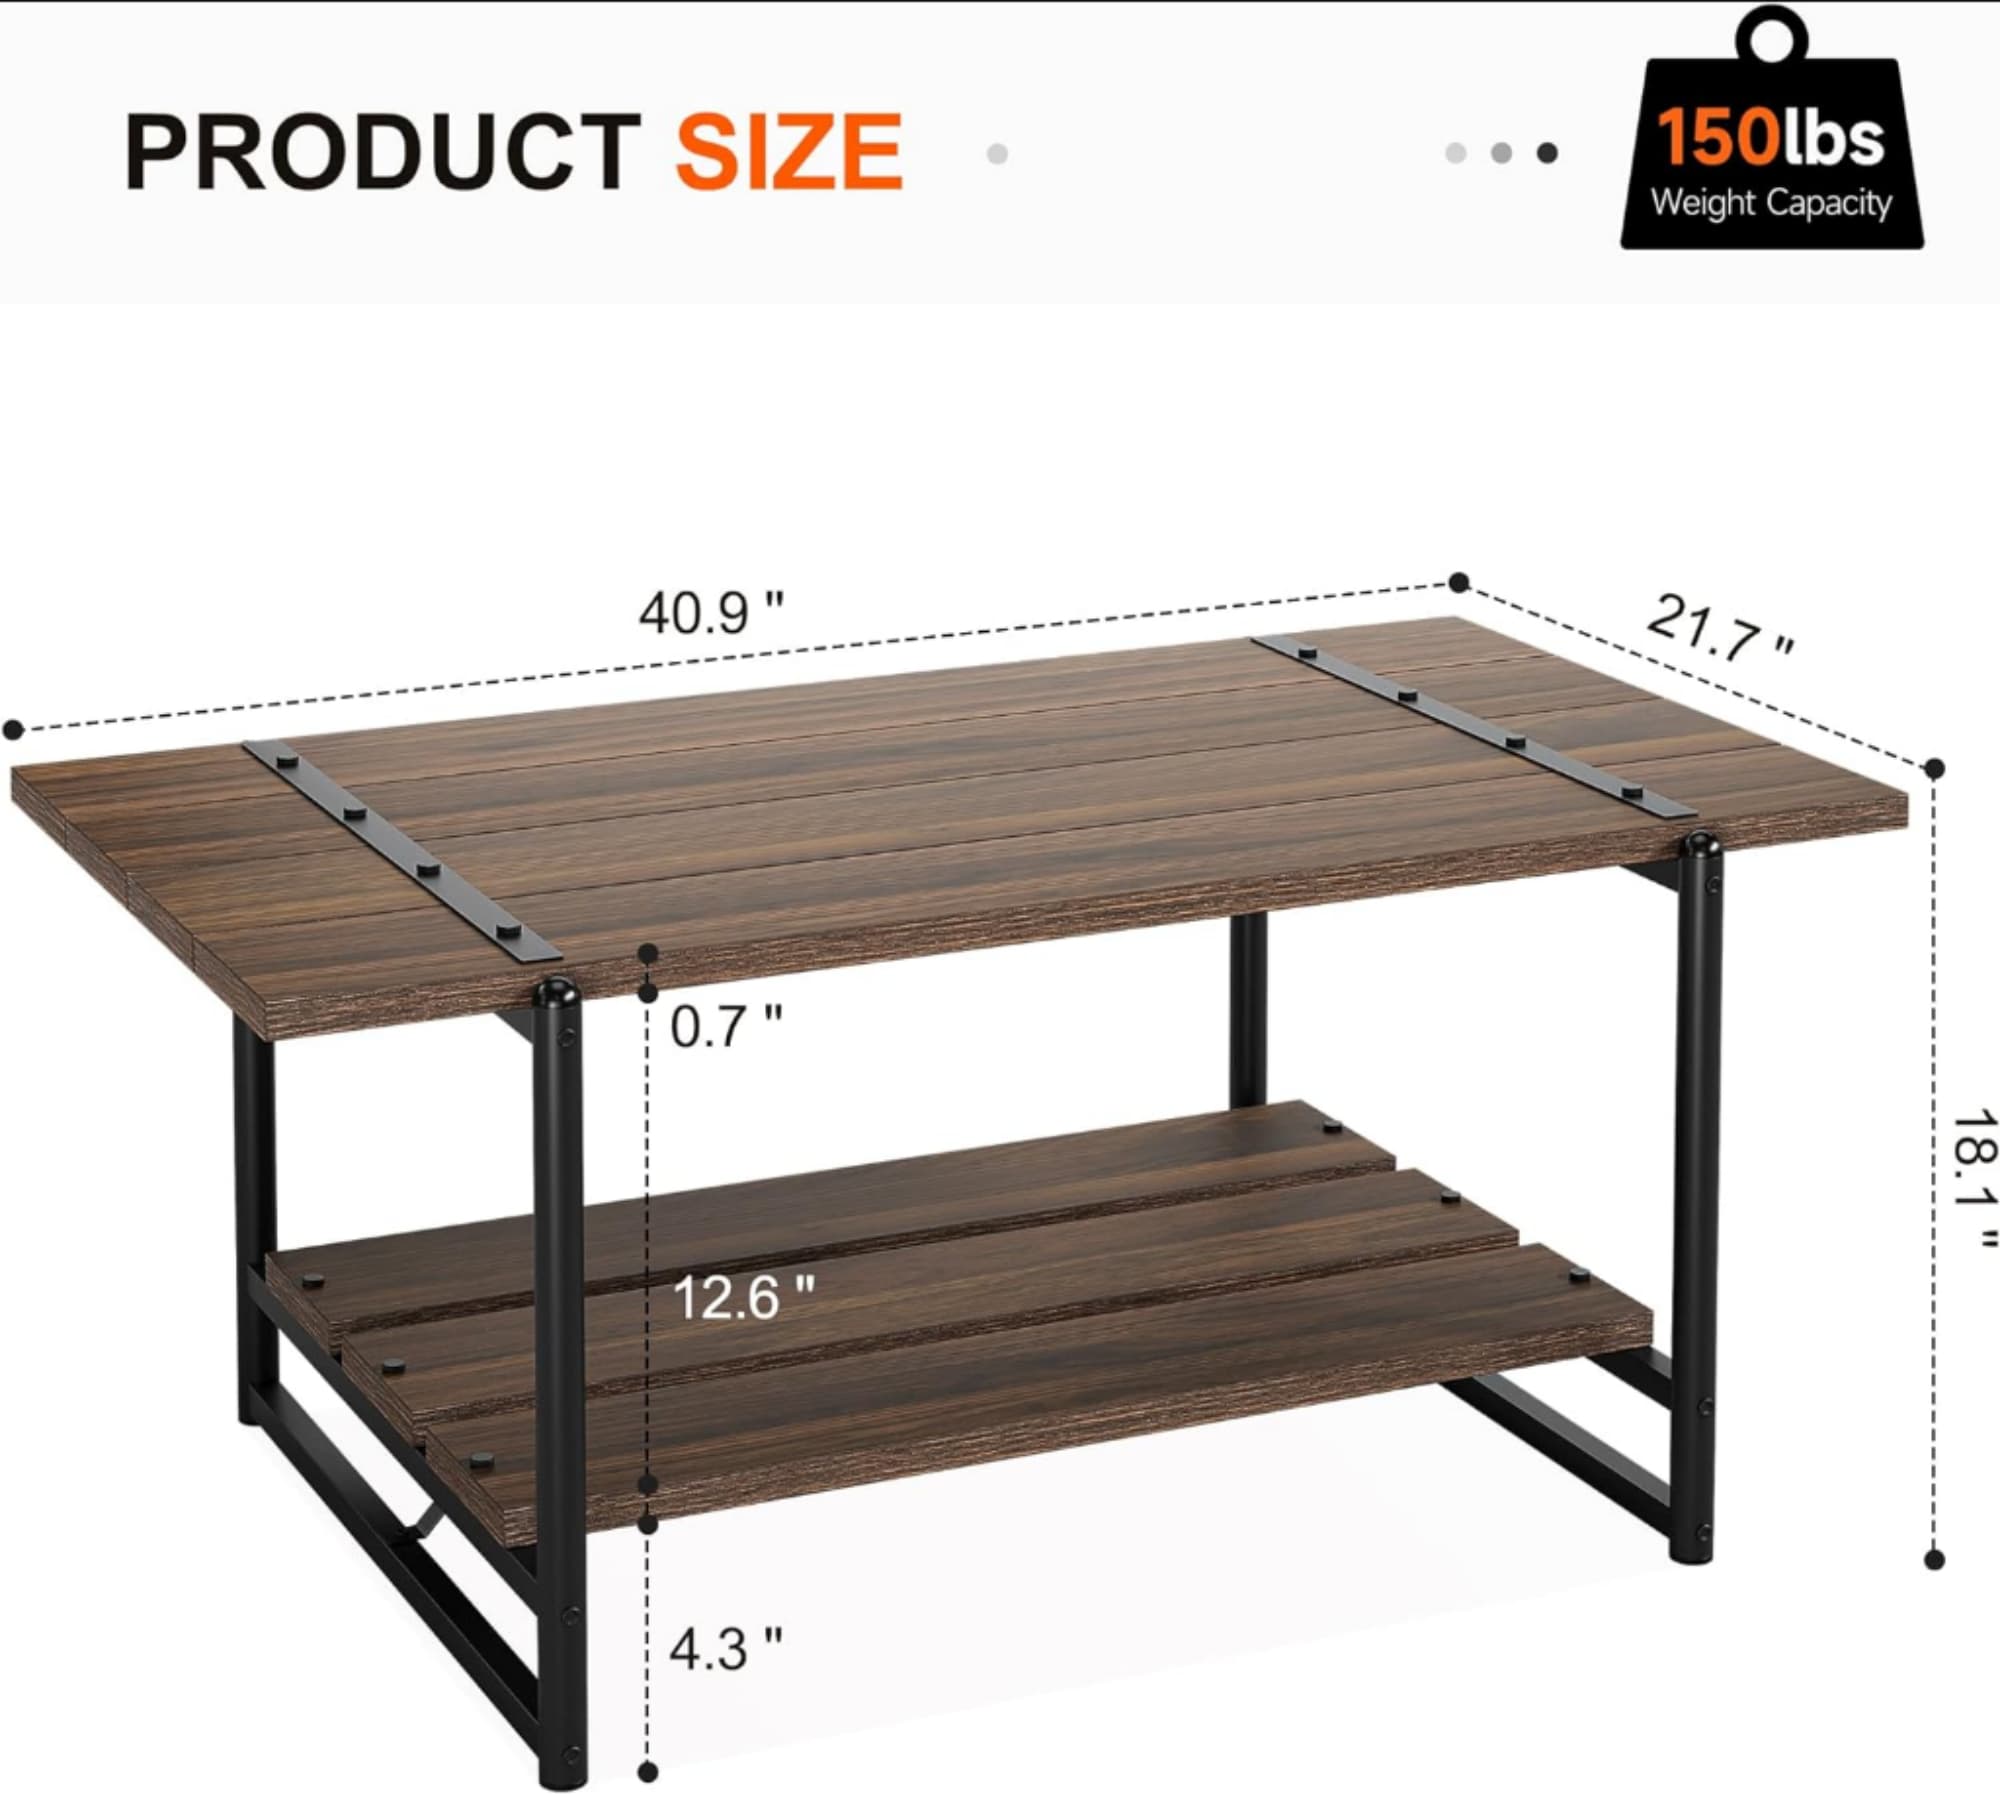 PRODUCT SIZE
150lbs
Weight Capacity
40.9 "
21.7 "
0.7 "
12.6 "
18.1 "
4.3 "